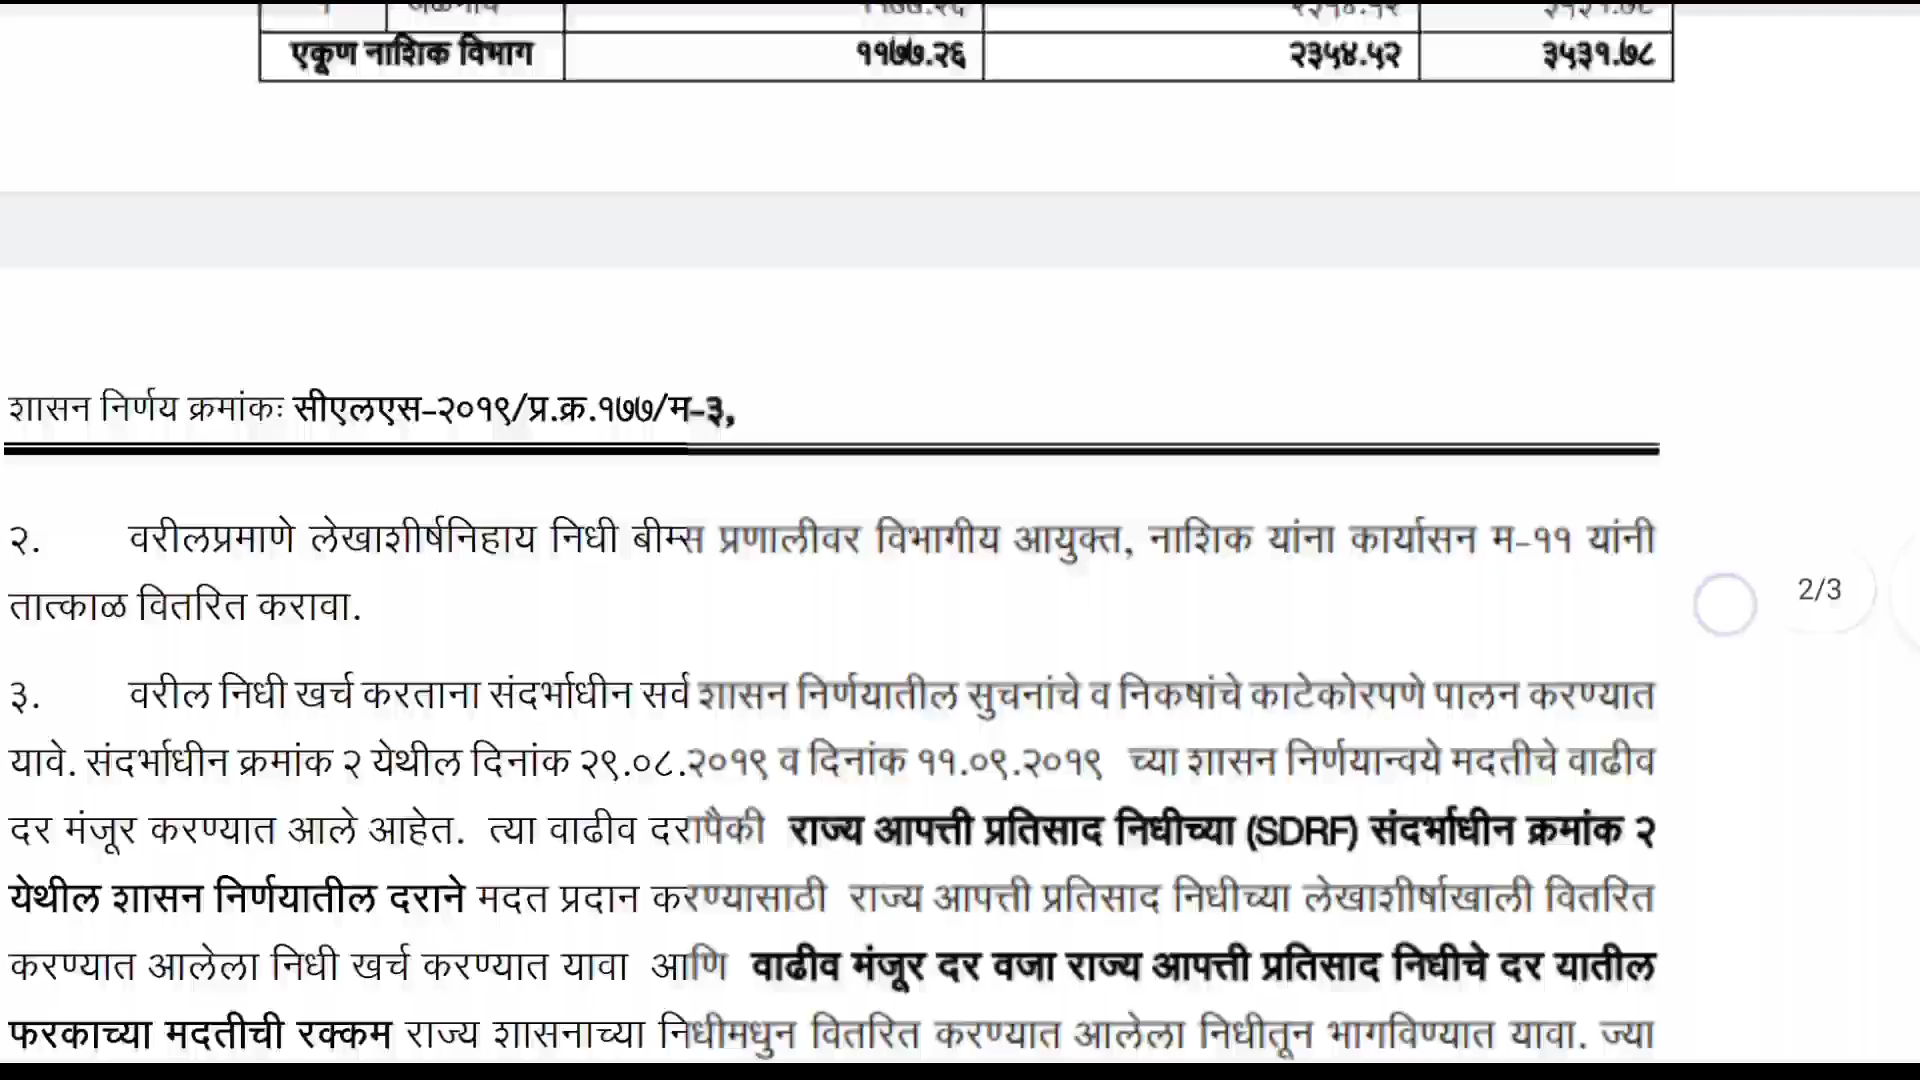 एकूण नाशिक विभाग ११७७.२६ २३५४.५२ ३५३१.७८
शासन निर्णय क्रमांकः सीएलएस-२०१९/प्र.क्र.१७७/म-३,
२. वरीलप्रमाणे लेखाशीर्षनिहाय निधी बीम्स प्रणालीवर विभागीय आयुक्त, नाशिक यांना कार्यासन म-११ यांनी
तात्काळ वितरित करावा.
2/3
३. वरील निधी खर्च करताना संदर्भाधीन सर्व शासन निर्णयातील सुचनांचे व निकषांचे काटेकोरपणे पालन करण्यात
यावे. संदर्भाधीन क्रमांक २ येथील दिनांक २९.०८.२०१९ व दिनांक ११.०९.२०१९ च्या शासन निर्णयान्वये मदतीचे वाढीव
दर मंजूर करण्यात आले आहेत. त्या वाढीव दरापैकी राज्य आपत्ती प्रतिसाद निधीच्या (SDRF) संदर्भाधीन क्रमांक २
येथील शासन निर्णयातील दराने मदत प्रदान करण्यासाठी राज्य आपत्ती प्रतिसाद निधीच्या लेखाशीर्षाखाली वितरित
करण्यात आलेला निधी खर्च करण्यात यावा आणि वाढीव मंजूर दर वजा राज्य आपत्ती प्रतिसाद निधीचे दर यातील
फरकाच्या मदतीची रक्कम राज्य शासनाच्या निधीमधुन वितरित करण्यात आलेला निधीतून भागविण्यात यावा. ज्या